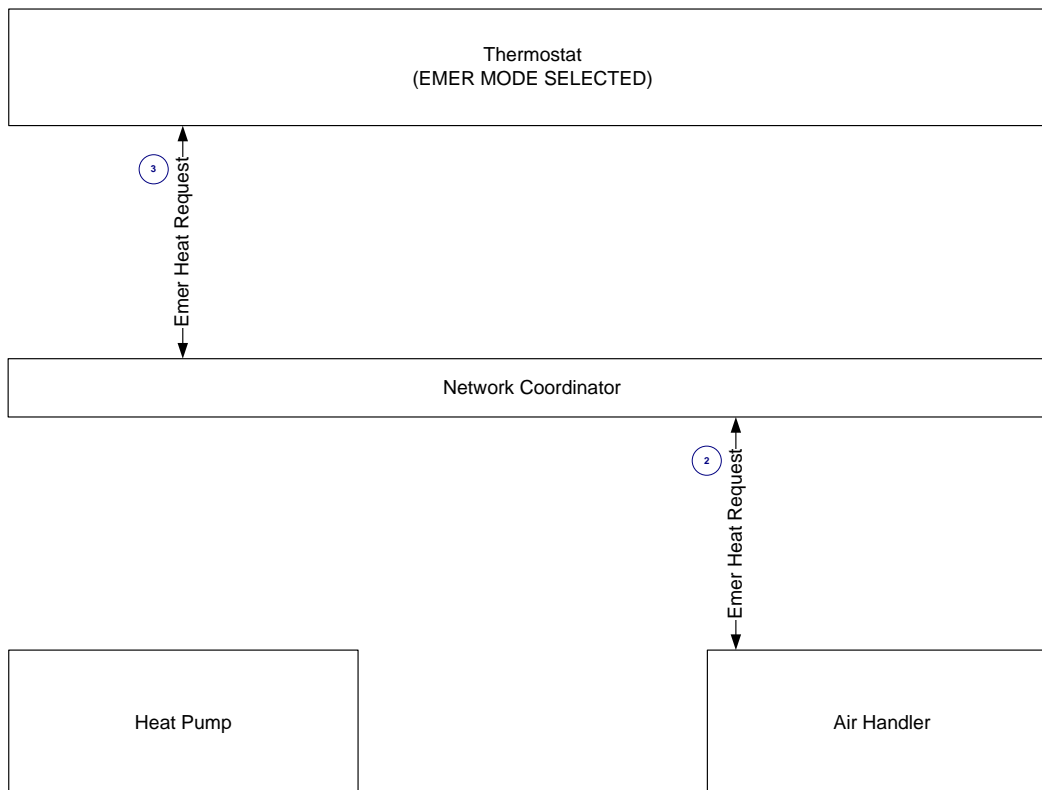 Thermostat
(EMER MODE SELECTED)
3
Emer Heat Request
Network Coordinator
2
Emer Heat Request
Heat Pump
Air Handler